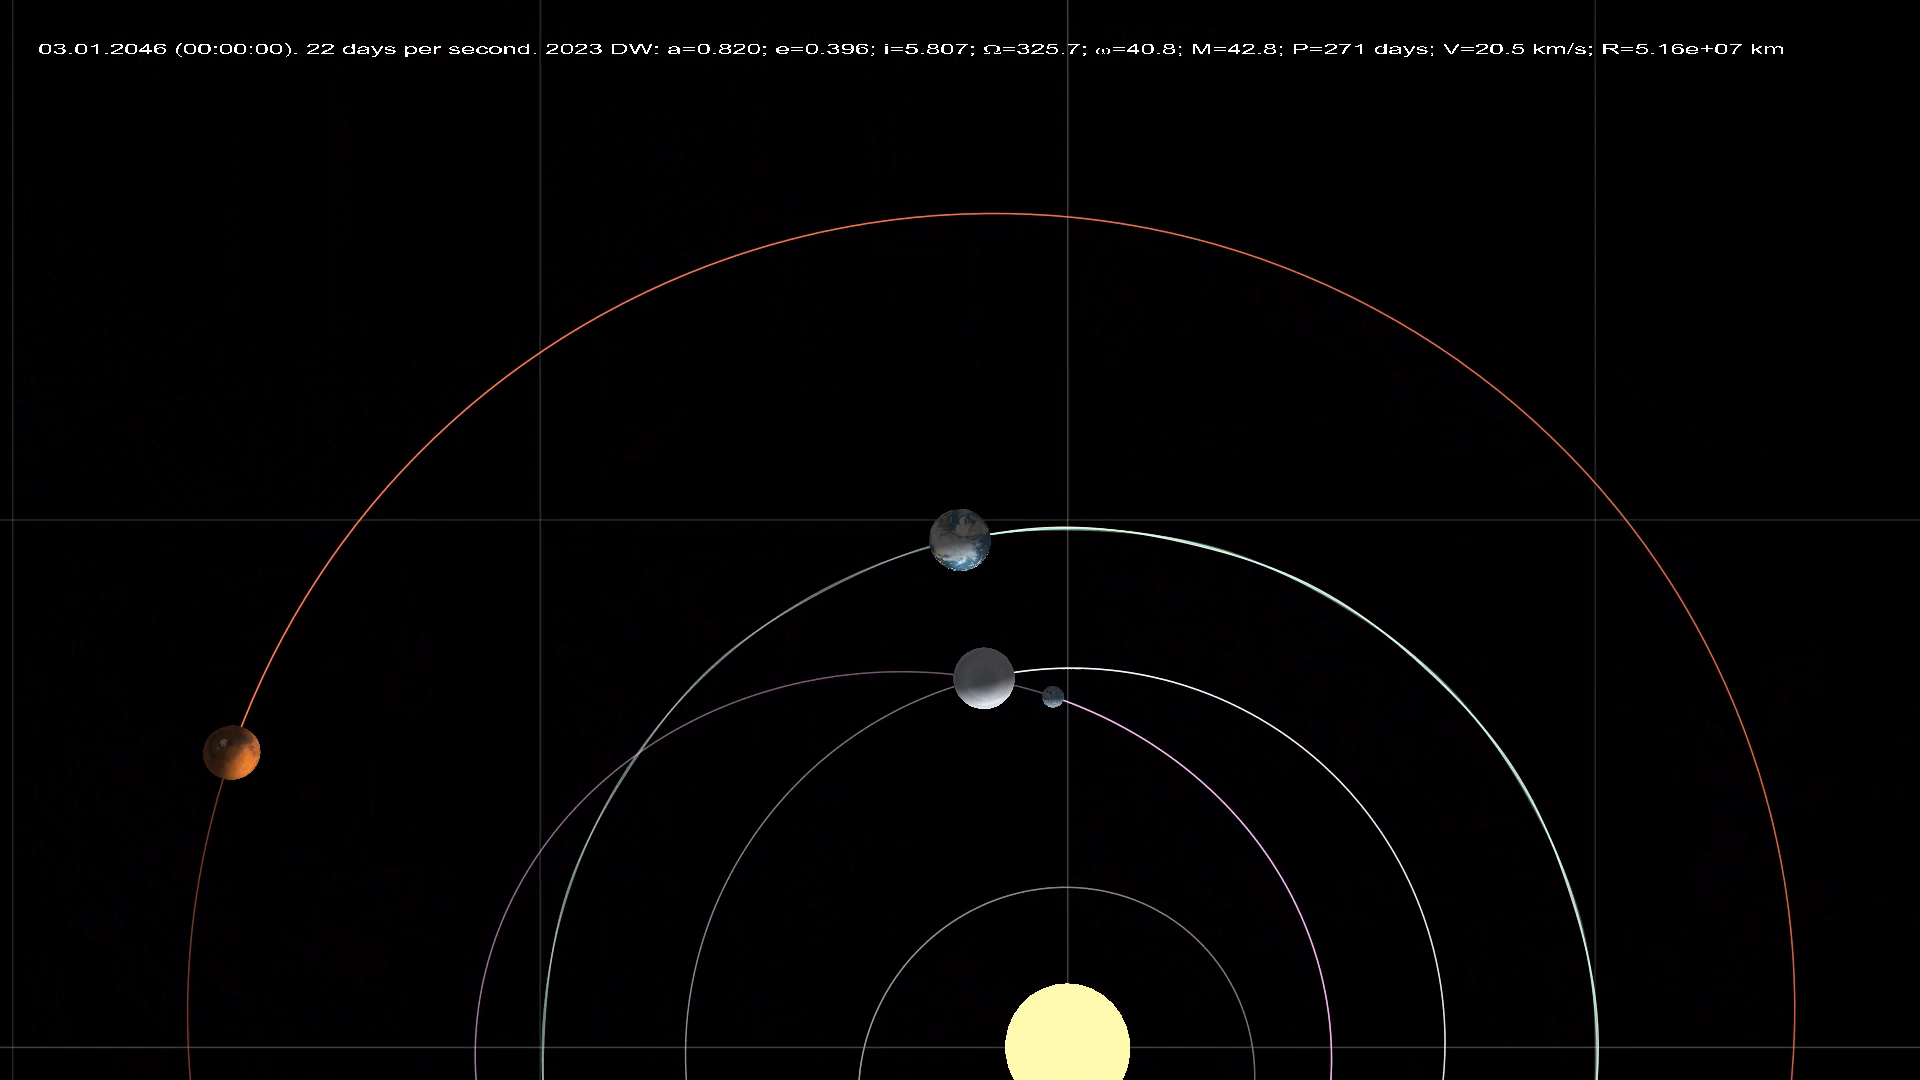 03.01.2046 (00:00:00). 22 days per second. 2023 DW: a=0.820; e=0.396; i=5.807; Ω=325.7; ω=40.8; M=42.8; P=271 days; V=20.5 km/s; R=5.16e+07 km